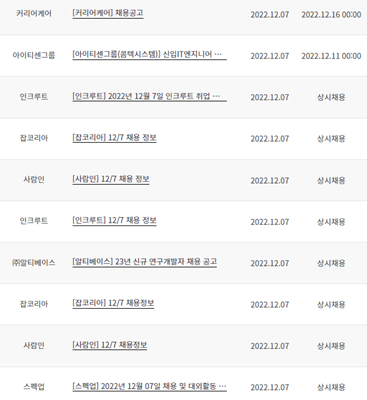 커리어케어 [커리어케어] 채용공고 2022.12.07 2022.12.16 00:00
아이티센그룹 [아이티센그룹(콤텍시스템)] 신입IT엔지니어 … 2022.12.07 2022.12.11 00:00
인크루트 [인크루트] 2022년 12월 7일 인크루트 취업 … 2022.12.07 상시채용
잡코리아 [잡코리아] 12/7 채용 정보 2022.12.07 상시채용
사람인 [사람인] 12/7 채용 정보 2022.12.07 상시채용
인크루트 [인크루트] 12/7 채용 정보 2022.12.07 상시채용
㈜알티베이스 [알티베이스] 23년 신규 연구개발자 채용 공고 2022.12.07 상시채용
잡코리아 [잡코리아] 12/7 채용정보 2022.12.07 상시채용
사람인 [사람인] 12/7 채용정보 2022.12.07 상시채용
스펙업 [스펙업] 2022년 12월 07일 채용 및 대외활동 … 2022.12.07 상시채용